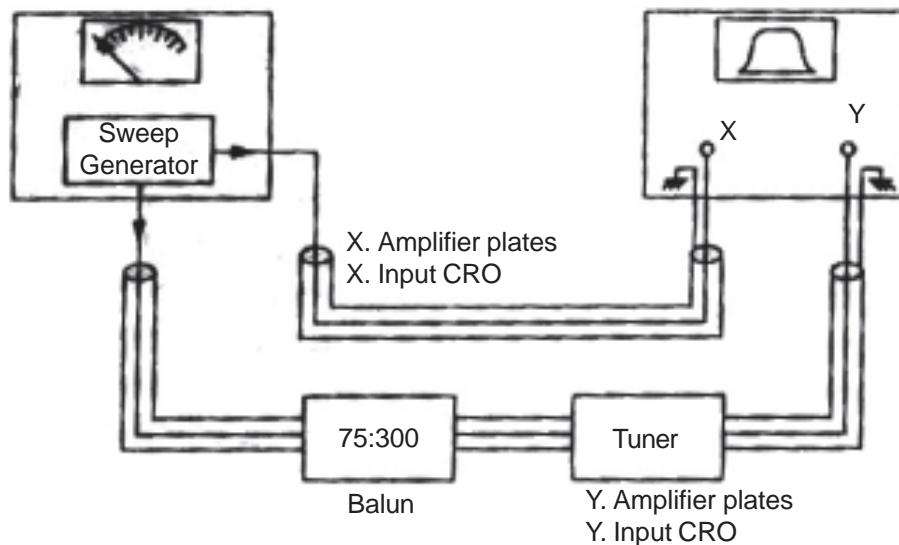 Sweep
Generator
X
Y
X. Amplifier plates
X. Input CRO
75:300
Balun
Tuner
Y. Amplifier plates
Y. Input CRO